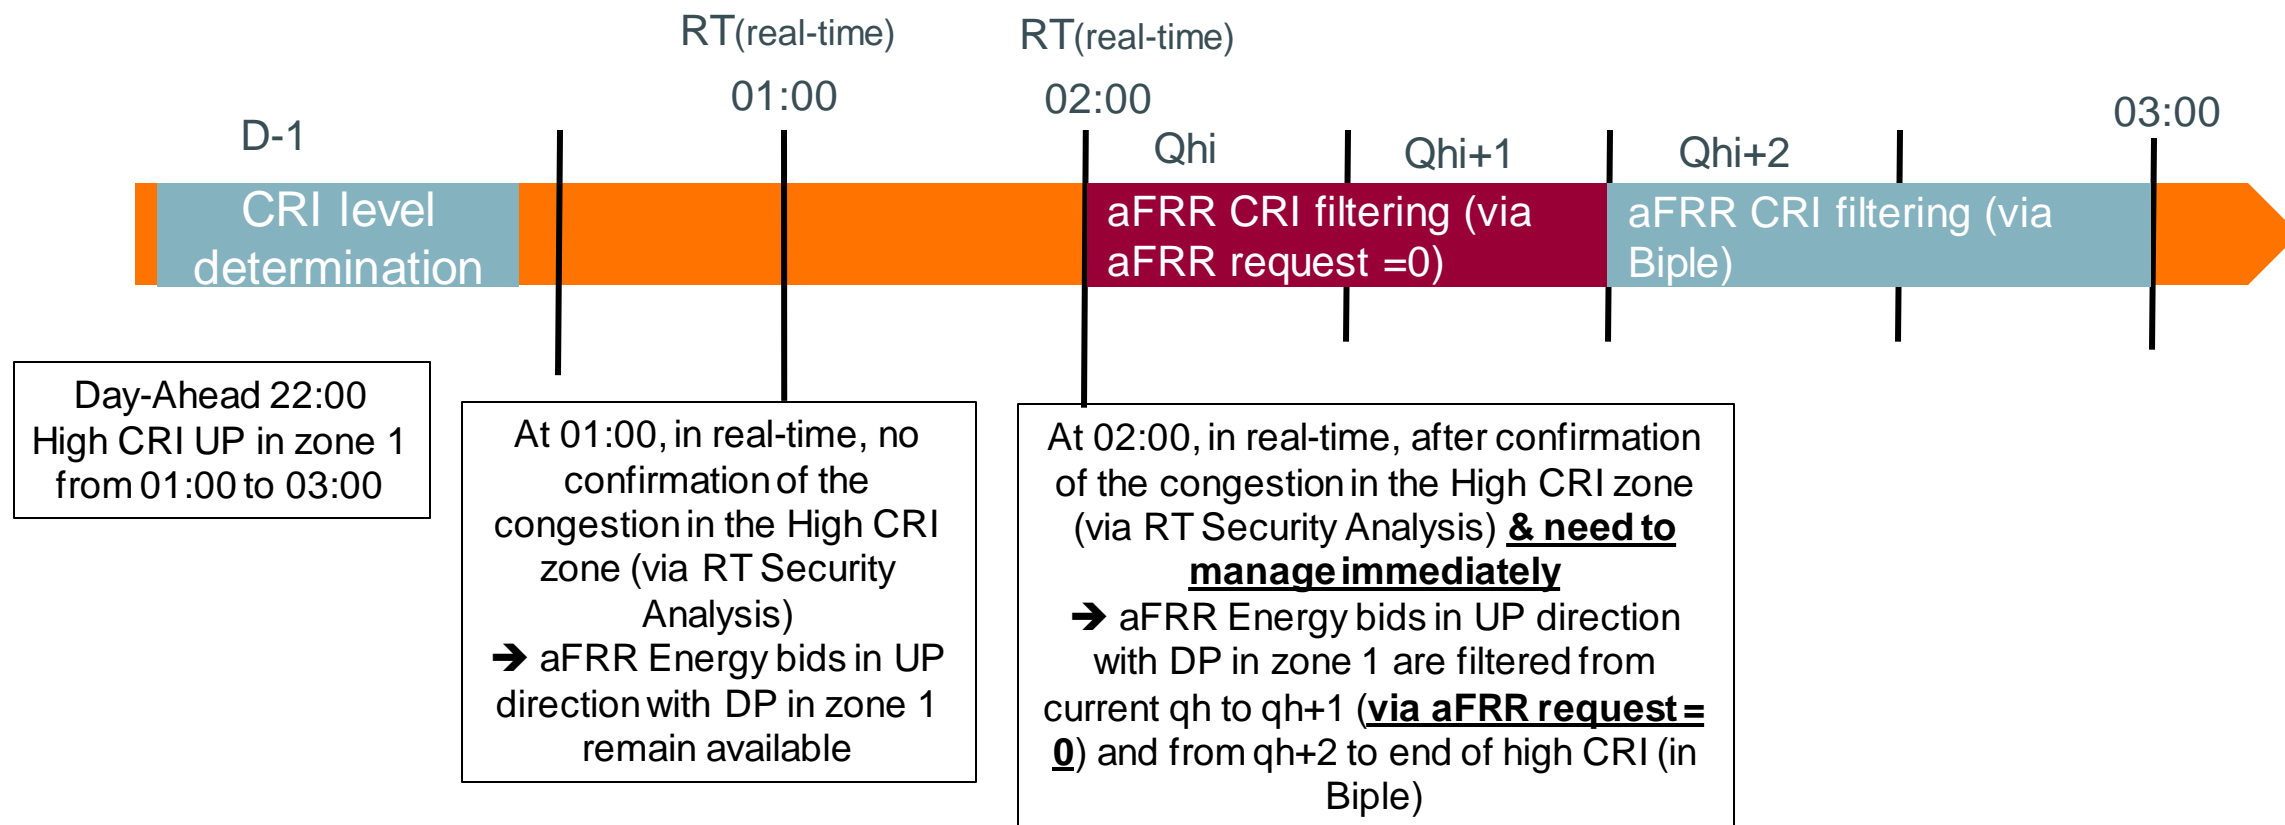 RT(real-time)
RT(real-time)
01:00
02:00
03:00
D-1
Qhi
Qhi+1
Qhi+2
CRI level
determination
aFRR CRI filtering (via
aFRR request =0)
aFRR CRI filtering (via
Biple)
Day-Ahead 22:00
High CRI UP in zone 1
from 01:00 to 03:00
At 01:00, in real-time, no
confirmation of the
congestion in the High CRI
zone (via RT Security
Analysis)
➔ aFRR Energy bids in UP
direction with DP in zone 1
remain available
At 02:00, in real-time, after confirmation
of the congestion in the High CRI zone
(via RT Security Analysis) & need to
manage immediately
➔ aFRR Energy bids in UP direction
with DP in zone 1 are filtered from
current qh to qh+1 (via aFRR request =
0) and from qh+2 to end of high CRI (in
Biple)